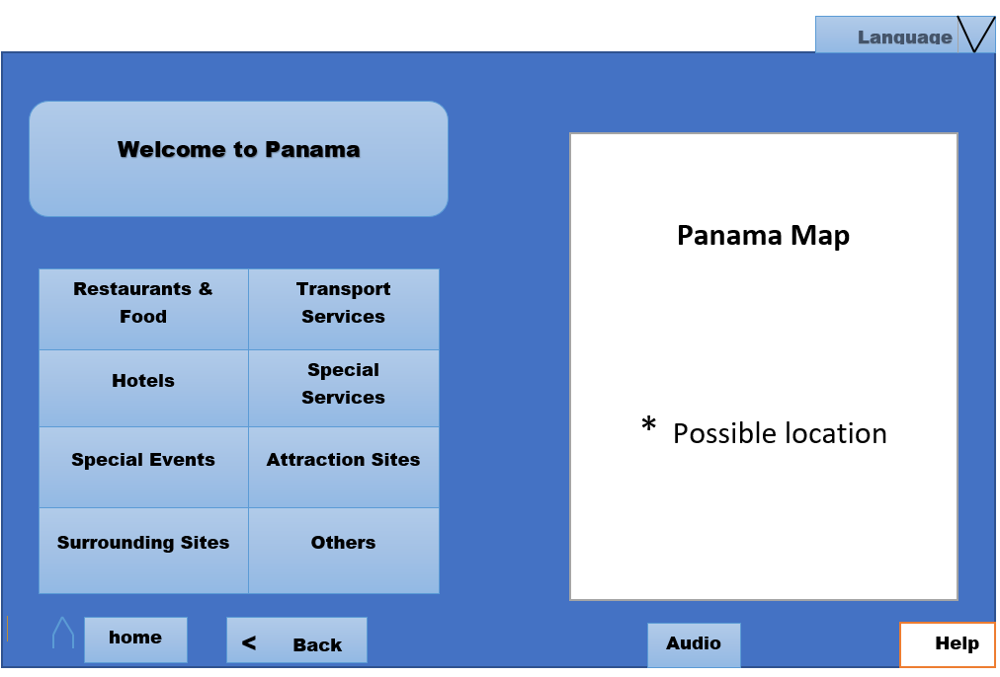 Language
Welcome to Panama
Panama Map
Restaurants &
Food
Transport
Services
Hotels
Special
Services
* Possible location
Special Events
Attraction Sites
Surrounding Sites
Others
home
< Back
Audio
Help